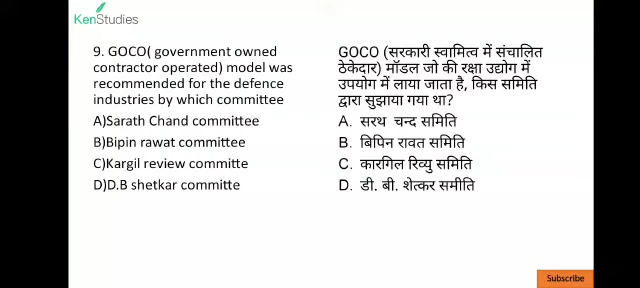 KenStudies
9. GOCO( government owned
contractor operated) model was
recommended for the defence
industries by which committee
A)Sarath Chand committee
B)Bipin rawat committee
C)Kargil review committe
D)D.B shetkar committe
GOCO (सरकारी स्वामित्व में संचालित
ठेकेदार) मॉडल जो की रक्षा उद्योग में
उपयोग में लाया जाता है, किस समिति
द्वारा सुझाया गया था?
A. सरथ चन्द समिति
B. बिपिन रावत समिति
C. कारगिल रिव्यु समिति
D. डी. बी. शेत्कर समीति
Subscribe